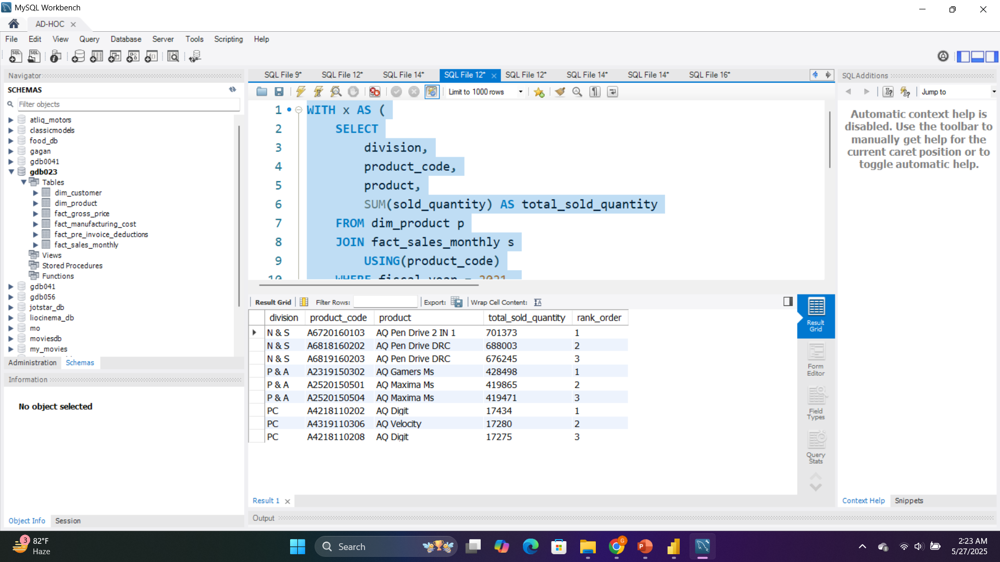 MySQL Workbench
AD-HOC
File Edit View Query Database Server Tools Scripting Help
Navigator
SCHEMAS
Filter objects
atliq_motors
classicmodels
food_db
gagan
gdb0041
gdb023
Tables
dim_customer
dim_product
fact_gross_price
fact_manufacturing_cost
fact_pre_invoice_deductions
fact_sales_monthly
Views
Stored Procedures
Functions
gdb041
gdb056
jotstar_db
liocinema_db
mo
moviesdb
my_movies
Administration Schemas
Information
No object selected
Object Info Session
SQL File 9* SQL File 12* SQL File 14* SQL File 12* SQL File 12* SQL File 14* SQL File 14* SQL File 16*
Limit to 1000 rows
1 WITH x AS (
2 SELECT
3 division,
4 product_code,
5 product,
6 SUM(sold_quantity) AS total_sold_quantity
7 FROM dim_product p
8 JOIN fact_sales_monthly s
9 USING(product_code)
10 WHERE fiscal_year = 2021
Result Grid Filter Rows: Export: Wrap Cell Content:
division product_code product total_sold_quantity rank_order
N & S A6720160103 AQ Pen Drive 2 IN 1 701373 1
N & S A6818160202 AQ Pen Drive DRC 688003 2
N & S A6819160203 AQ Pen Drive DRC 676245 3
P & A A2319150302 AQ Gamers Ms 428498 1
P & A A2520150501 AQ Maxima Ms 419865 2
P & A A2520150504 AQ Maxima Ms 419471 3
PC A4218110202 AQ Digit 17434 1
PC A4319110306 AQ Velocity 17280 2
PC A4218110208 AQ Digit 17275 3
Result
Grid
Form
Editor
Field
Types
Query
Stats
Result 1
Output
SQLAdditions
Jump to
Automatic context help is
disabled. Use the toolbar to
manually get help for the
current caret position or to
toggle automatic help.
Context Help Snippets
3
82°F
Haze
Search
2:23 AM
5/27/2025